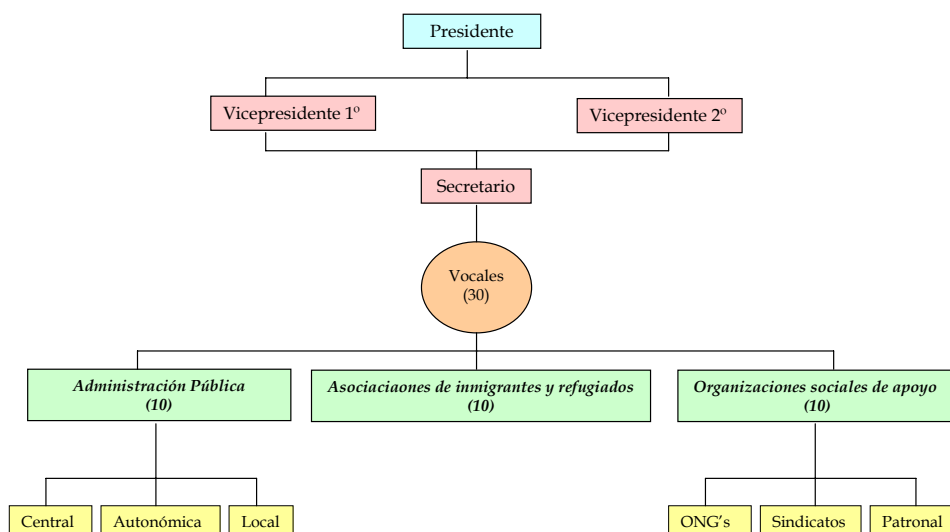 Presidente
Vicepresidente 1º
Vicepresidente 2º
Secretario
Vocales
(30)
Administración Pública
(10)
Asociaciaones de inmigrantes y refugiados
(10)
Organizaciones sociales de apoyo
(10)
Central
Autonómica
Local
ONG's
Sindicatos
Patronal